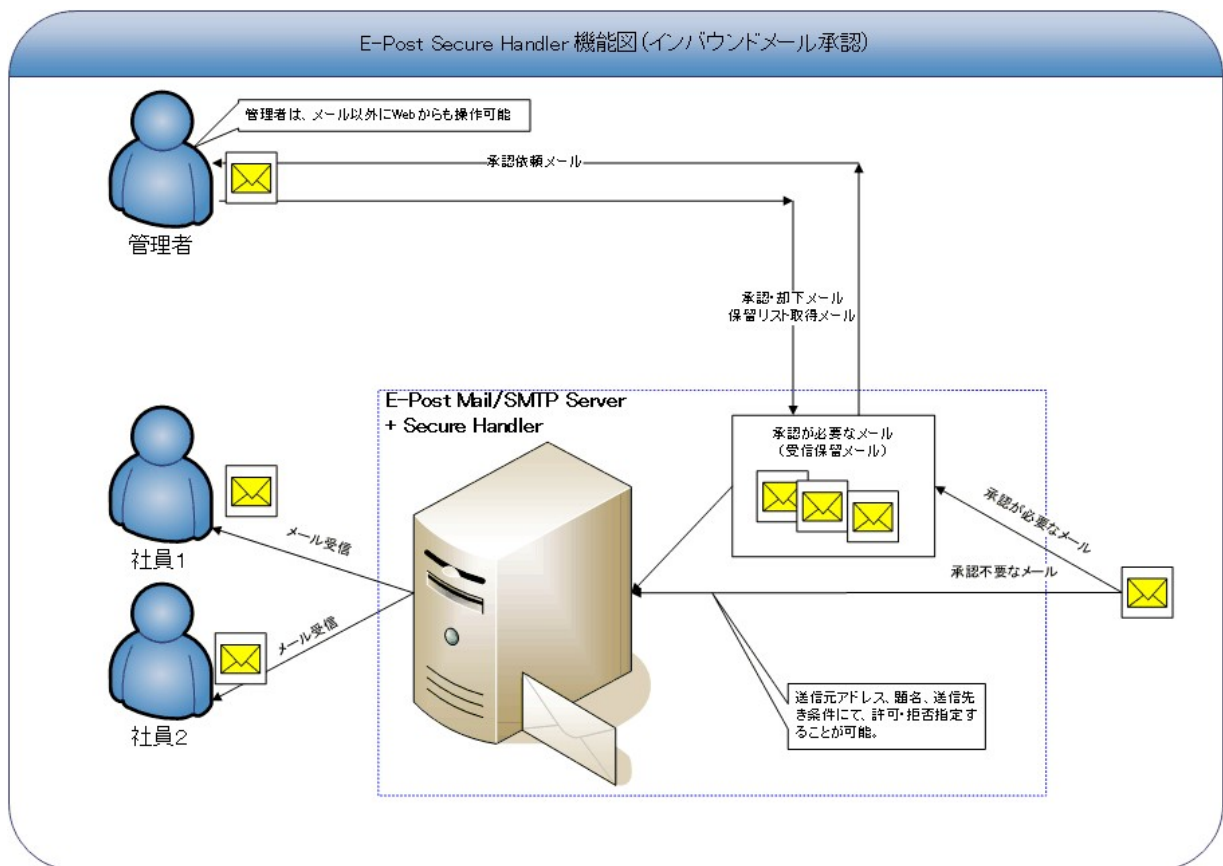 E-Post Secure Handler 機能図(インバウンドメール承認)
管理者は、メール以外にWebからも操作可能
承認依頼メール
管理者
承認・却下メール
保留リスト取得メール
E-Post Mail/SMTP Server
+ Secure Handler
承認が必要なメール
(受信保留メール)
承認が必要なメール
承認不要なメール
メール受信
社員1
メール受信
社員2
送信元アドレス、題名、送信先
き条件にて、許可・拒否指定す
ることが可能。